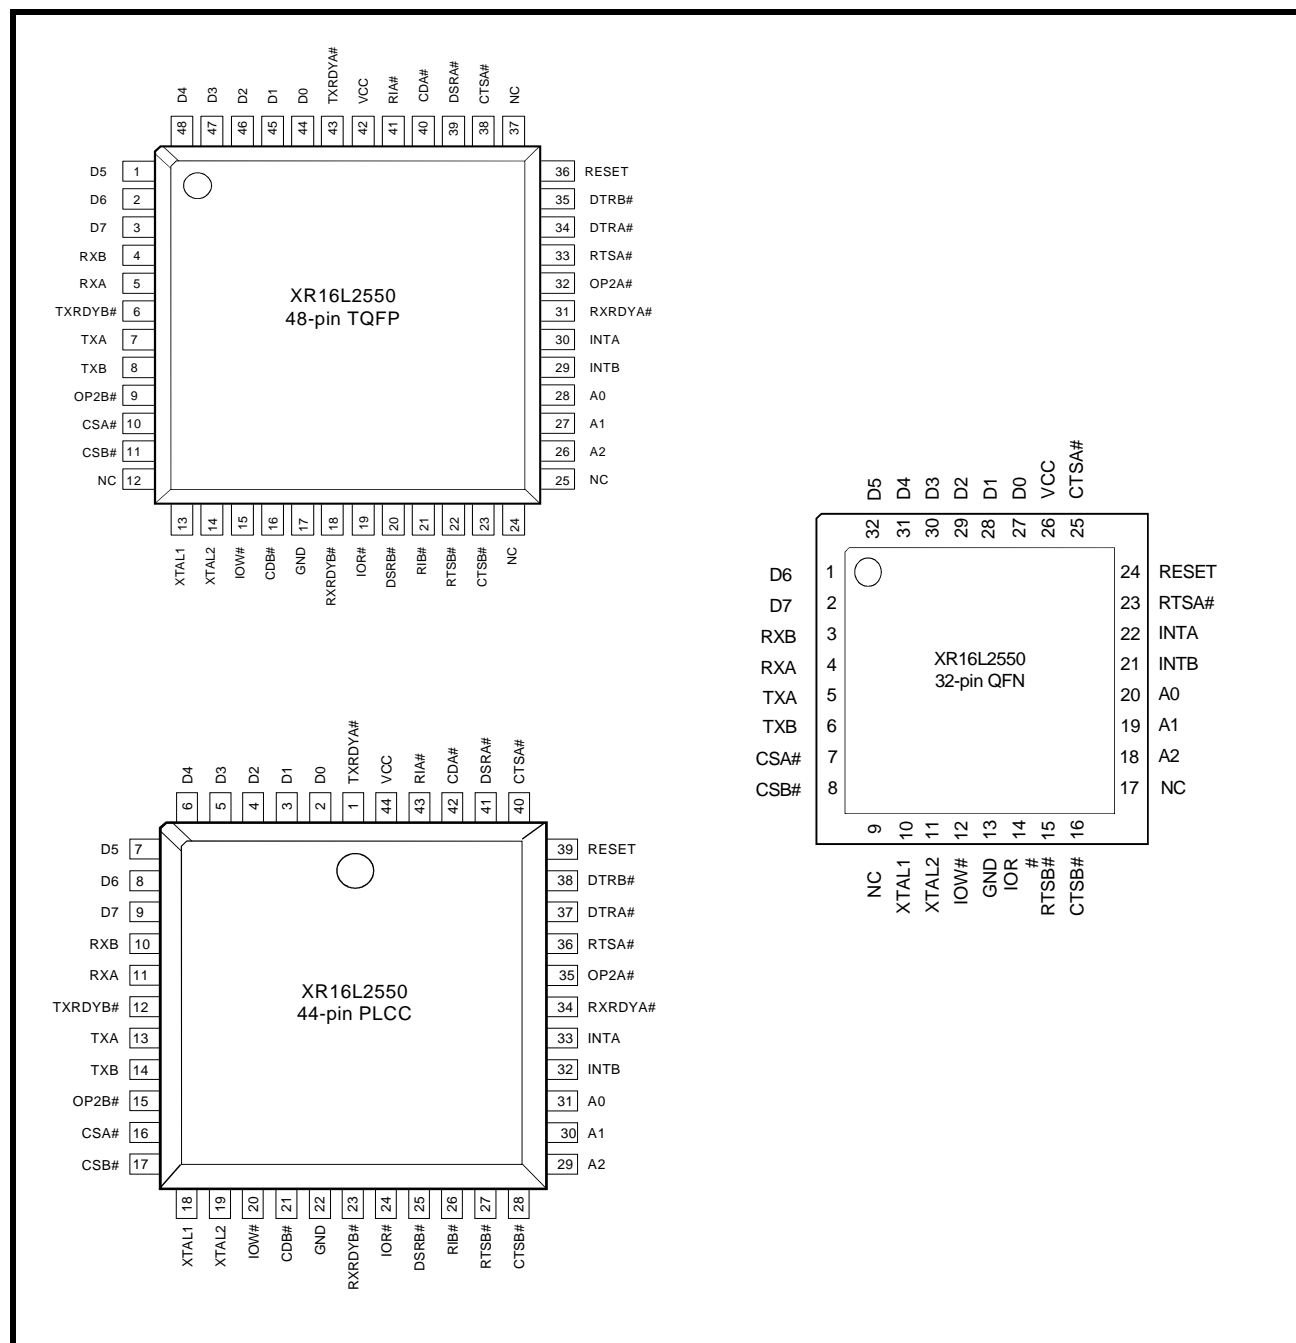 D4
D3
D2
D1
D0
TXRDYA#
VCC
RIA#
CDA#
DSRA#
CTSA#
NC
48
47
46
45
44
43
42
41
40
39
38
37
D5 1
D6 2
D7 3
RXB 4
RXA 5
TXRDYB# 6
TXA 7
TXB 8
OP2B# 9
CSA# 10
CSB# 11
NC 12
XR16L2550
48-pin TQFP
36 RESET
35 DTRB#
34 DTRA#
33 RTSA#
32 OP2A#
31 RXRDYA#
30 INTA
29 INTB
28 A0
27 A1
26 A2
25 NC
13
14
15
16
17
18
19
20
21
22
23
24
XTAL1
XTAL2
IOW#
CDB#
GND
RXRDYB#
IOR#
DSRB#
RIB#
RTSB#
CTSB#
NC
D5
D4
D3
D2
D1
D0
VCC
CTSA#
32
31
30
29
28
27
26
25
D6 1
D7 2
RXB 3
RXA 4
TXA 5
TXB 6
CSA# 7
CSB# 8
XR16L2550
32-pin QFN
24 RESET
23 RTSA#
22 INTA
21 INTB
20 A0
19 A1
18 A2
17 NC
9
10
11
12
13
14
15
16
NC
XTAL1
XTAL2
IOW#
GND
IOR
#
RTSB#
CTSB#
D4
D3
D2
D1
D0
TXRDYA#
VCC
RIA#
CDA#
DSRA#
CTSA#
6
5
4
3
2
1
44
43
42
41
40
D5 7
D6 8
D7 9
RXB 10
RXA 11
TXRDYB# 12
TXA 13
TXB 14
OP2B# 15
CSA# 16
CSB# 17
XR16L2550
44-pin PLCC
39 RESET
38 DTRB#
37 DTRA#
36 RTSA#
35 OP2A#
34 RXRDYA#
33 INTA
32 INTB
31 A0
30 A1
29 A2
18
19
20
21
22
23
24
25
26
27
28
XTAL1
XTAL2
IOW#
CDB#
GND
RXRDYB#
IOR#
DSRB#
RIB#
RTSB#
CTSB#